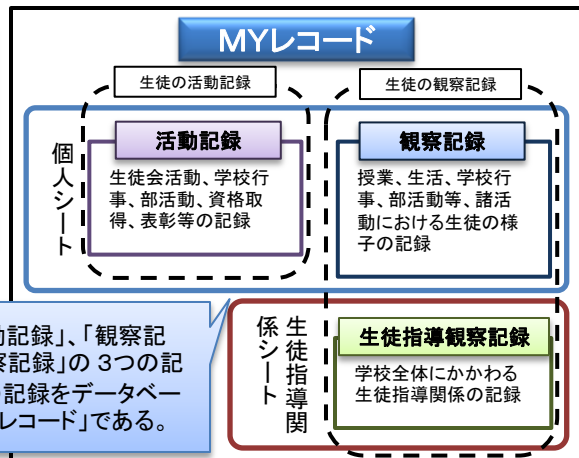 MYレコード
生徒の活動記録
生徒の観察記録
個人シート
活動記録
生徒会活動、学校行
事、部活動、資格取
得、表彰等の記録
観察記録
授業、生活、学校行
事、部活動等、諸活
動における生徒の様
子の記録
動記録」、「観察記
察記録」の 3つの記
記録をデータベー
レコード」である。
生徒指導関
係シート
生徒指導観察記録
学校全体にかかわる
生徒指導関係の記録